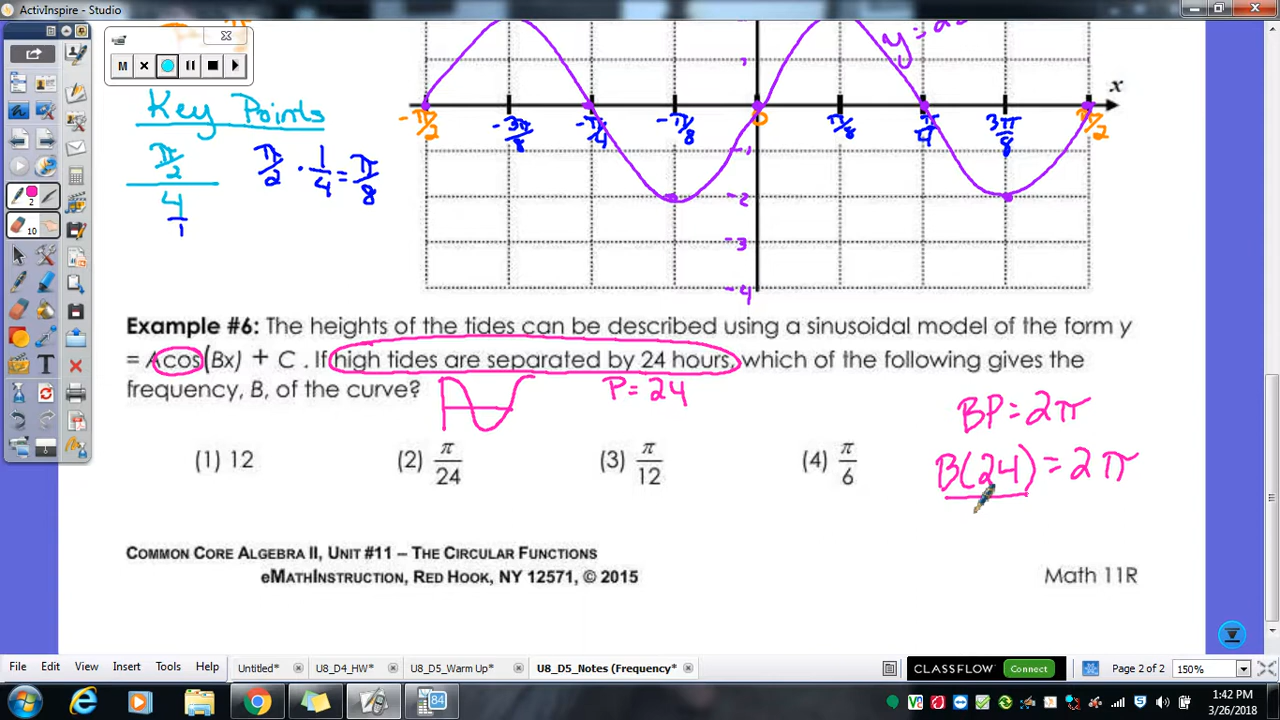 ActivInspire - Studio
M
Key Points
π/2
4/1
π/2 · 1/4 = π/8
-π/2 -3π/8 -π/4 -π/8 0 π/8 π/4 3π/8 π/2
x
-1
-2
-3
-4
2
10
Example #6: The heights of the tides can be described using a sinusoidal model of the form y
= Acos(Bx) + C . If high tides are separated by 24 hours, which of the following gives the
frequency, B, of the curve?
P = 24
BP = 2π
(1) 12 (2) π/24 (3) π/12 (4) π/6
B(24) = 2π
COMMON CORE ALGEBRA II, UNIT #11 – THE CIRCULAR FUNCTIONS
eMATHINSTRUCTION, RED HOOK, NY 12571, © 2015
Math 11R
File Edit View Insert Tools Help Untitled* U8_D4_HW* U8_D5_Warm Up* U8_D5_Notes (Frequency* CLASSFLOW Connect Page 2 of 2 150%
84
1:42 PM
3/26/2018